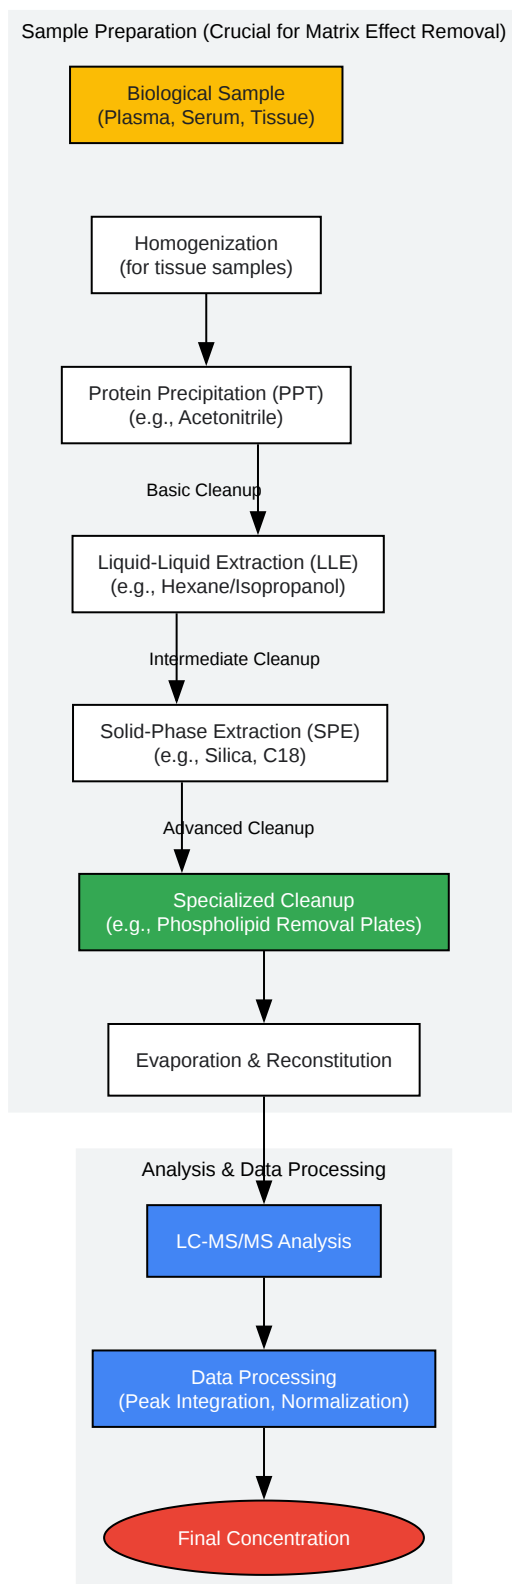 Sample Preparation (Crucial for Matrix Effect Removal)
Biological Sample
(Plasma, Serum, Tissue)
Homogenization
(for tissue samples)
Protein Precipitation (PPT)
(e.g., Acetonitrile)
Basic Cleanup
Liquid-Liquid Extraction (LLE)
(e.g., Hexane/Isopropanol)
Intermediate Cleanup
Solid-Phase Extraction (SPE)
(e.g., Silica, C18)
Advanced Cleanup
Specialized Cleanup
(e.g., Phospholipid Removal Plates)
Evaporation & Reconstitution
Analysis & Data Processing
LC-MS/MS Analysis
Data Processing
(Peak Integration, Normalization)
Final Concentration